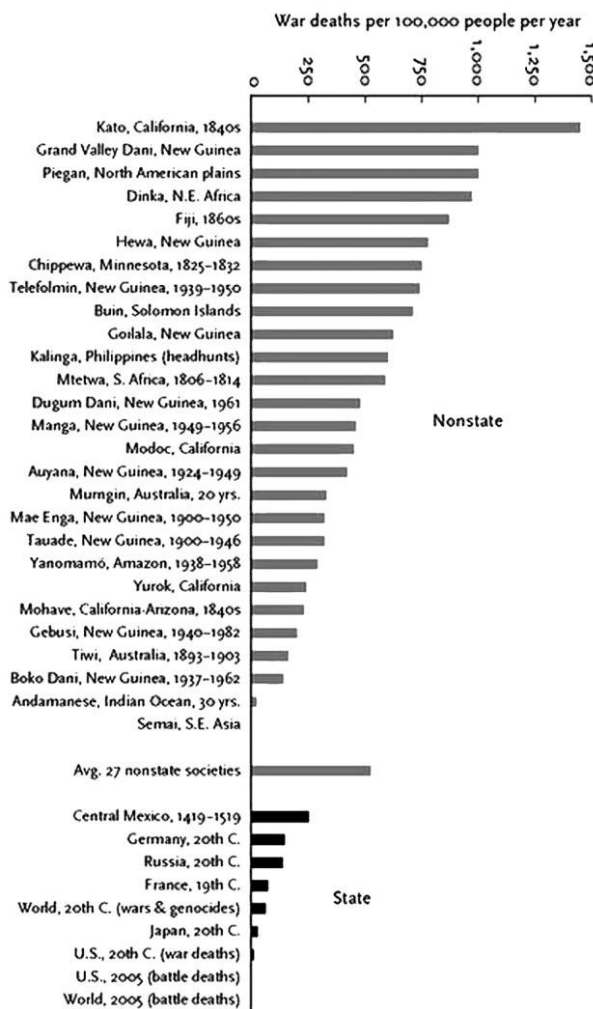 War deaths per 100,000 people per year
0
250
500
750
1,000
1,250
1,500
Kato, California, 1840s
Grand Valley Dani, New Guinea
Piegan, North American plains
Dinka, N.E. Africa
Fiji, 1860s
Hewa, New Guinea
Chippewa, Minnesota, 1825–1832
Telefolmin, New Guinea, 1939–1950
Buin, Solomon Islands
Goilala, New Guinea
Kalinga, Philippines (headhunts)
Mtetwa, S. Africa, 1806–1814
Dugum Dani, New Guinea, 1961
Manga, New Guinea, 1949–1956
Nonstate
Modoc, California
Auyana, New Guinea, 1924–1949
Murngin, Australia, 20 yrs.
Mae Enga, New Guinea, 1900–1950
Tauade, New Guinea, 1900–1946
Yanomamó, Amazon, 1938–1958
Yurok, California
Mohave, California-Arizona, 1840s
Gebusi, New Guinea, 1940–1982
Tiwi, Australia, 1893–1903
Boko Dani, New Guinea, 1937–1962
Andamanese, Indian Ocean, 30 yrs.
Semai, S.E. Asia
Avg. 27 nonstate societies
Central Mexico, 1419–1519
Germany, 20th C.
Russia, 20th C.
France, 19th C.
State
World, 20th C. (wars & genocides)
Japan, 20th C.
U.S., 20th C. (war deaths)
U.S., 2005 (battle deaths)
World, 2005 (battle deaths)